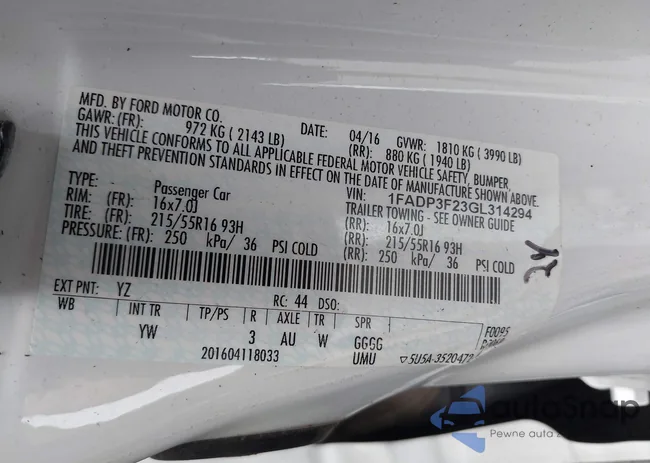 MFD. BY FORD MOTOR CO.
DATE: 04/16 GVWR: 1810 KG ( 3990 LB)
GAWR: (FR): 972 KG ( 2143 LB) (RR): 880 KG ( 1940 LB)
THIS VEHICLE CONFORMS TO ALL APPLICABLE FEDERAL MOTOR VEHICLE SAFETY, BUMPER,
AND THEFT PREVENTION STANDARDS IN EFFECT ON THE DATE OF MANUFACTURE SHOWN ABOVE.
TYPE: Passenger Car VIN: 1FADP3F23GL314294
TRAILER TOWING - SEE OWNER GUIDE
RIM: (FR): 16x7.0J (RR): 16x7.0J
TIRE: (FR): 215/55R16 93H (RR): 215/55R16 93H
PRESSURE: (FR): 250 kPa/ 36 PSI COLD (RR): 250 kPa/ 36 PSI COLD
EXT PNT: YZ RC: 44 DSO:
WB INT TR TP/PS R AXLE TR SPR
YW 3 AU W GGGG
F0095
201604118033 UMU ▽5U5A-3520472
autoSnap
Pewne auta